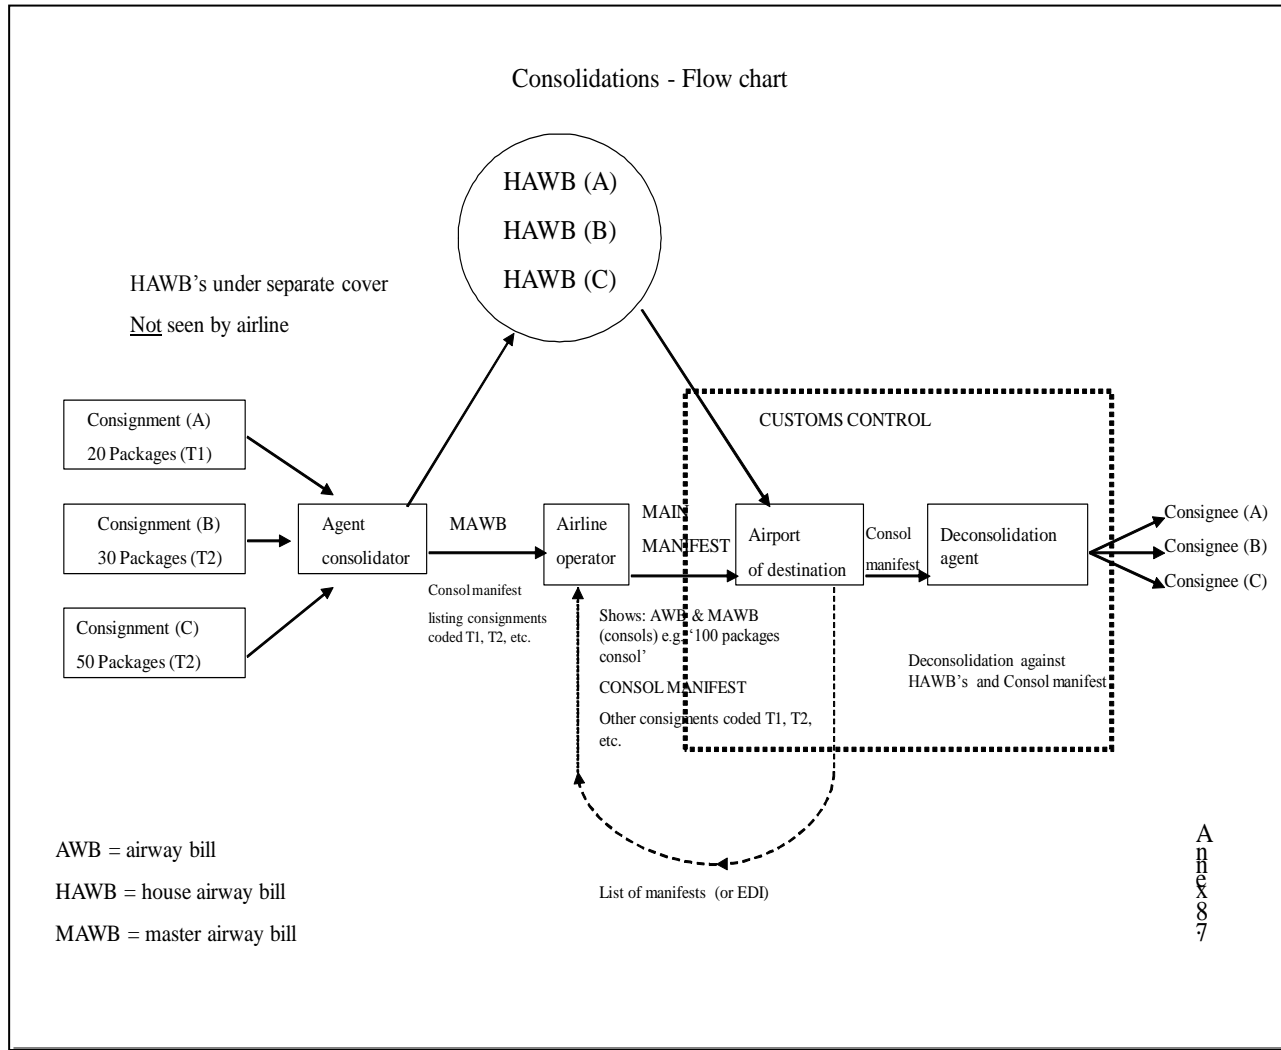 Consolidations - Flow chart
HAWB (A)
HAWB (B)
HAWB (C)
HAWB's under separate cover
Not seen by airline
Consignment (A)
20 Packages (T1)
Consignment (B)
30 Packages (T2)
Consignment (C)
50 Packages (T2)
Agent
consolidator
MAWB
Consol manifest
listing consignments
coded T1, T2, etc.
Airline
operator
MAIN
MANIFEST
Shows: AWB & MAWB
(consols) e.g. '100 packages
consol'
CONSOL MANIFEST
Other consigments coded T1, T2,
etc.
CUSTOMS CONTROL
Airport
of destination
Consol
manifest
Deconsolidation
agent
Deconsolidation against
HAWB's and Consol manifest
Consignee (A)
Consignee (B)
Consignee (C)
List of manifests (or EDI)
AWB = airway bill
HAWB = house airway bill
MAWB = master airway bill
Annex 8.7